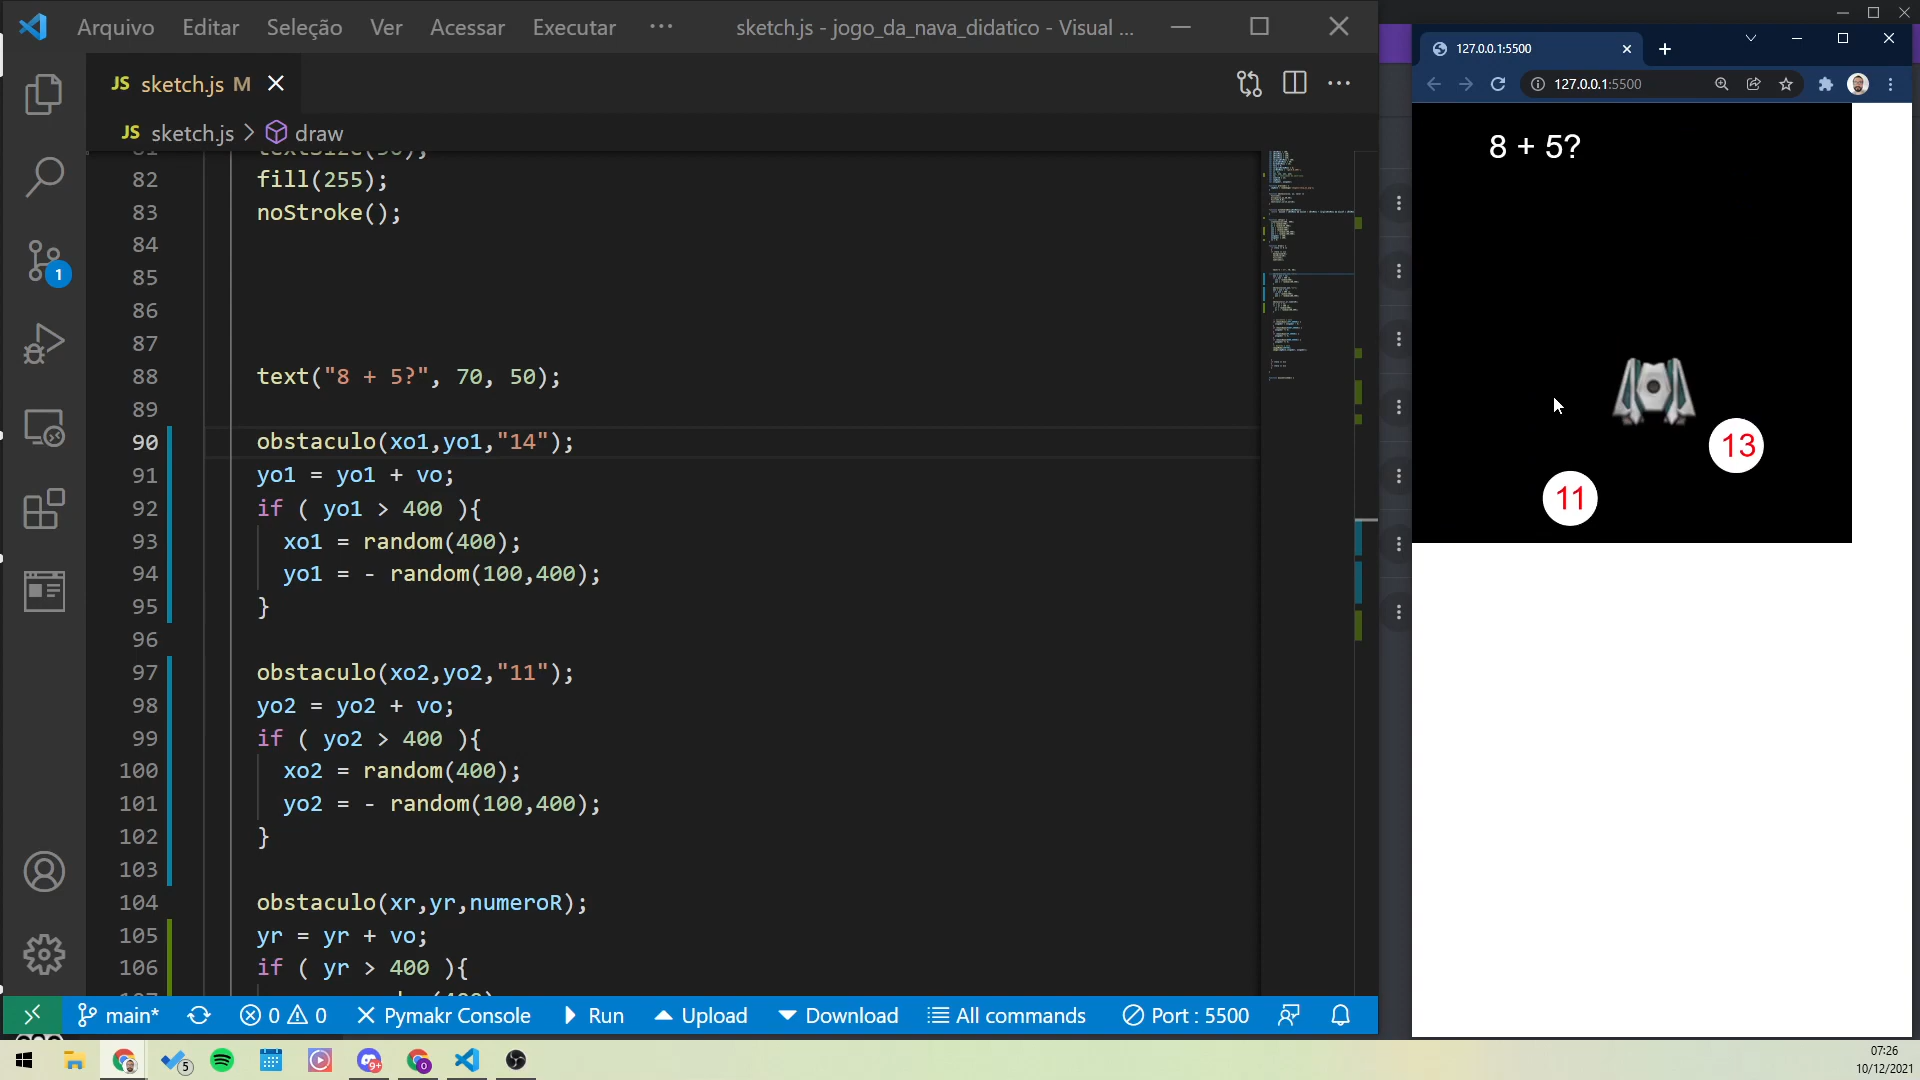 Arquivo Editar Seleção Ver Acessar Executar ··· sketch.js - jogo_da_nava_didatico - Visual ...
JS sketch.js M
JS sketch.js > draw
82 fill(255);
83 noStroke();
84
85
86
87
88 text("8 + 5?", 70, 50);
89
90 obstaculo(xo1,yo1,"14");
91 yo1 = yo1 + vo;
92 if ( yo1 > 400 ){
93 xo1 = random(400);
94 yo1 = - random(100,400);
95 }
96
97 obstaculo(xo2,yo2,"11");
98 yo2 = yo2 + vo;
99 if ( yo2 > 400 ){
100 xo2 = random(400);
101 yo2 = - random(100,400);
102 }
103
104 obstaculo(xr,yr,numeroR);
105 yr = yr + vo;
106 if ( yr > 400 ){
1
main* 0 0 Pymakr Console Run Upload Download All commands Port : 5500
127.0.0.1:5500
127.0.0.1:5500
8 + 5?
13
11
5
9+
07:26
10/12/2021